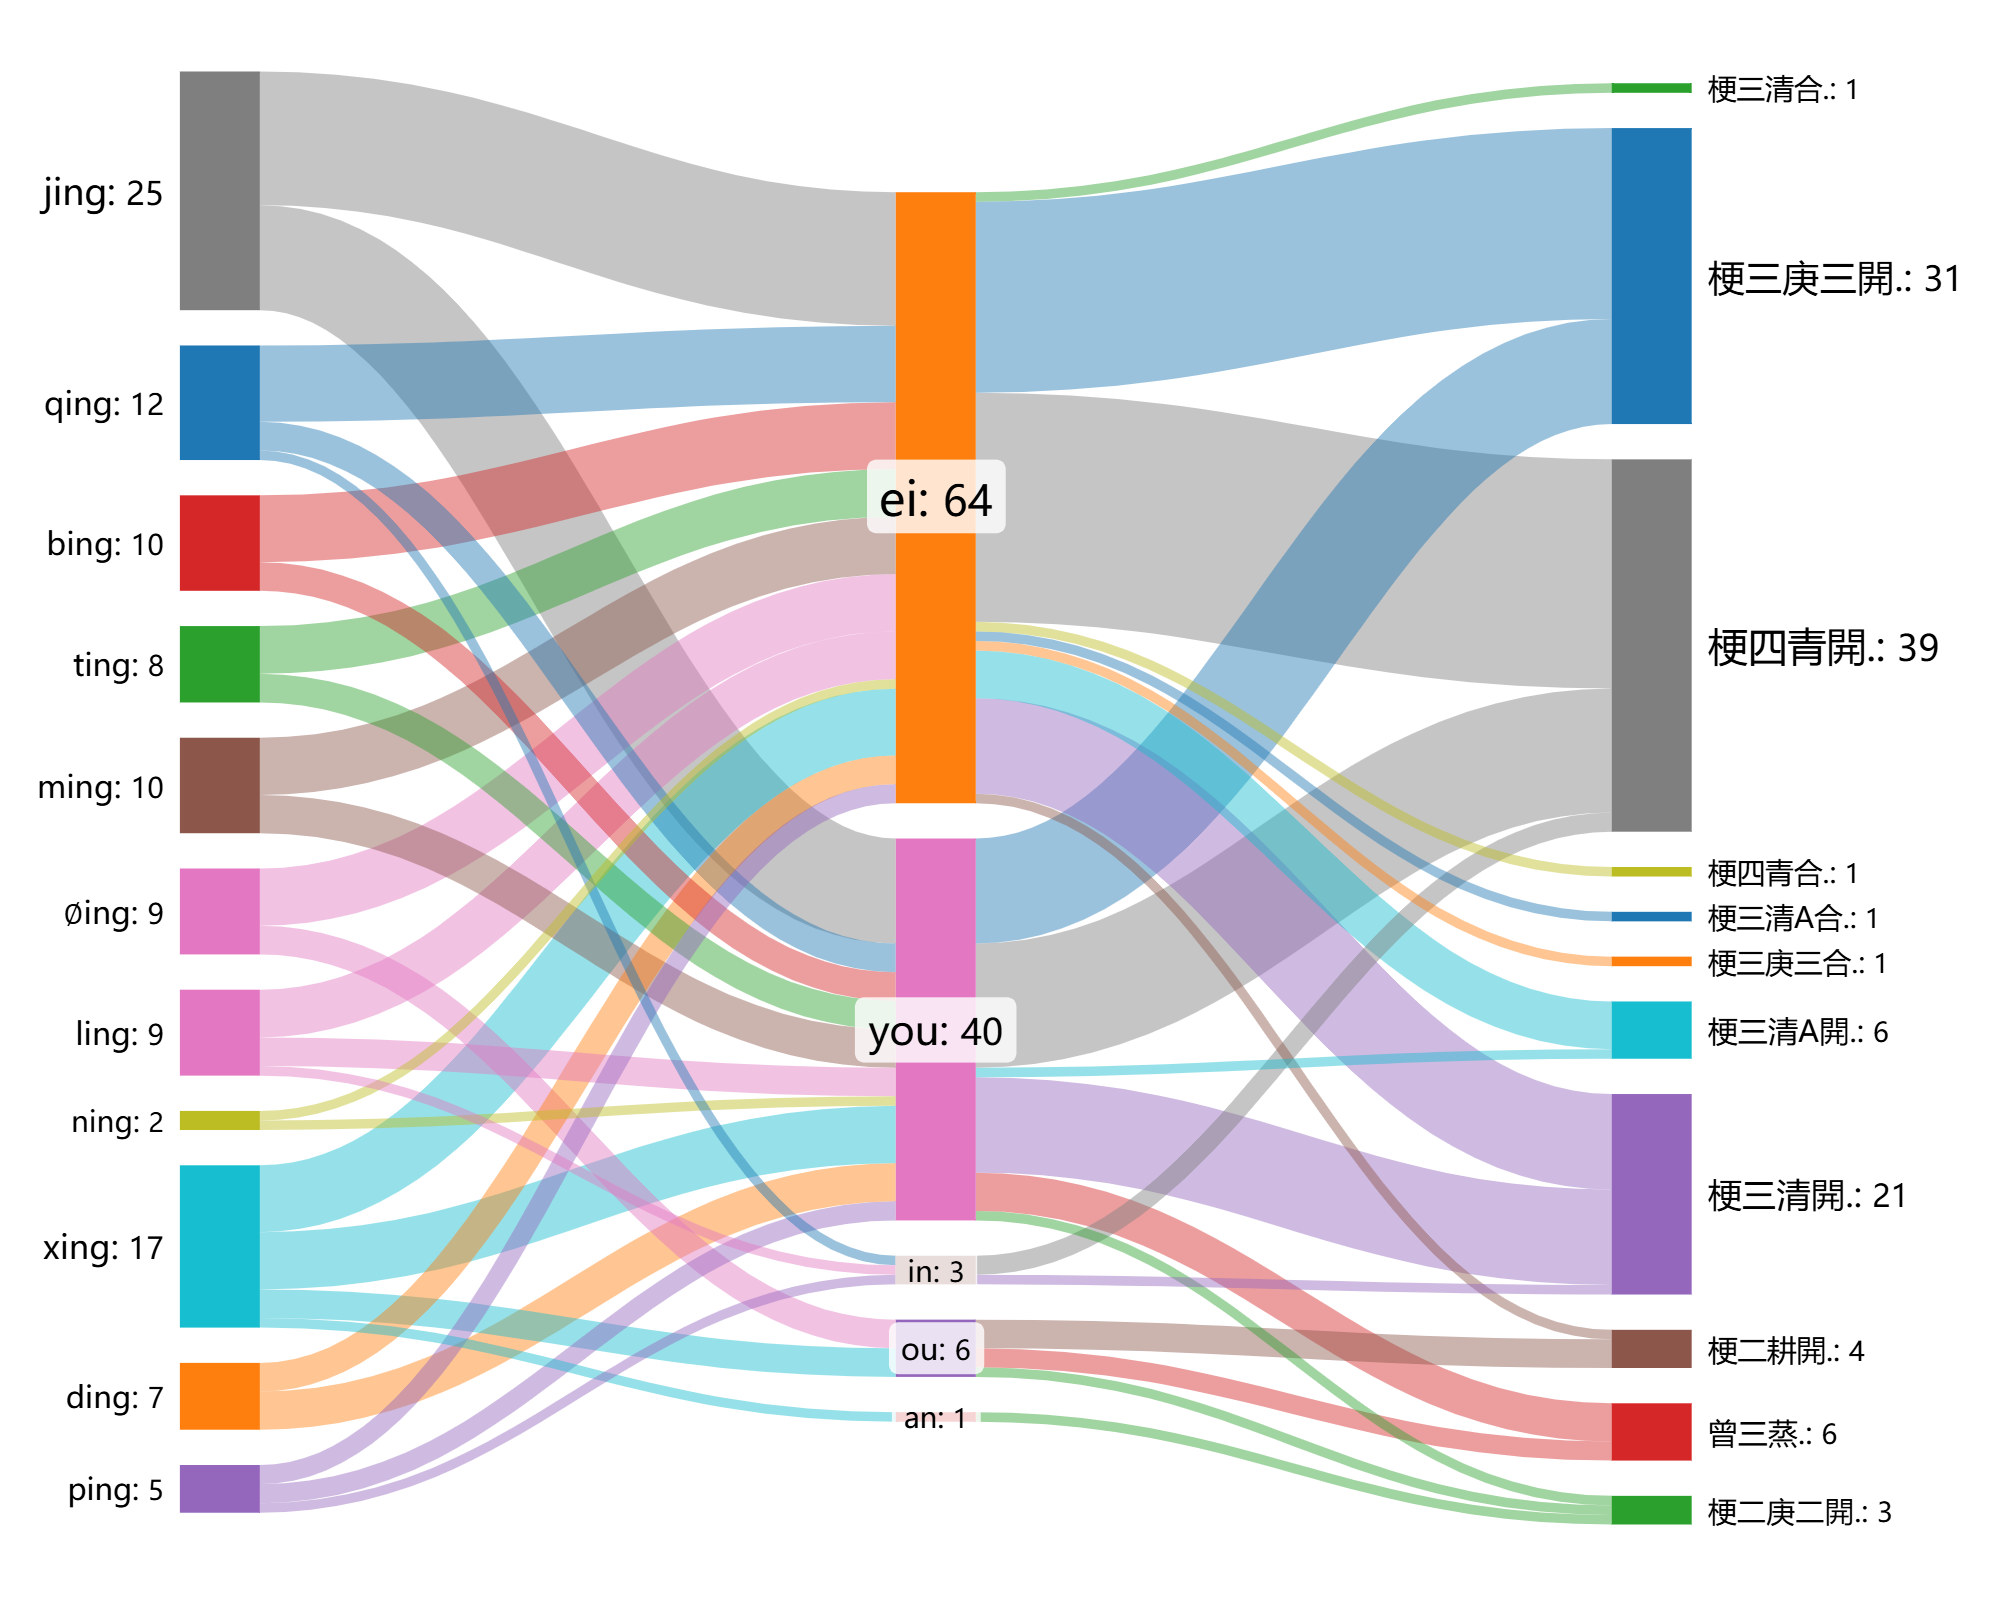 jing: 25
qing: 12
bing: 10
ting: 8
ming: 10
∅ing: 9
ling: 9
ning: 2
xing: 17
ding: 7
ping: 5
ei: 64
you: 40
in: 3
ou: 6
an: 1
梗三清合.: 1
梗三庚三開.: 31
梗四青開.: 39
梗四青合.: 1
梗三清A合.: 1
梗三庚三合.: 1
梗三清A開.: 6
梗三清開.: 21
梗二耕開.: 4
曾三蒸.: 6
梗二庚二開.: 3